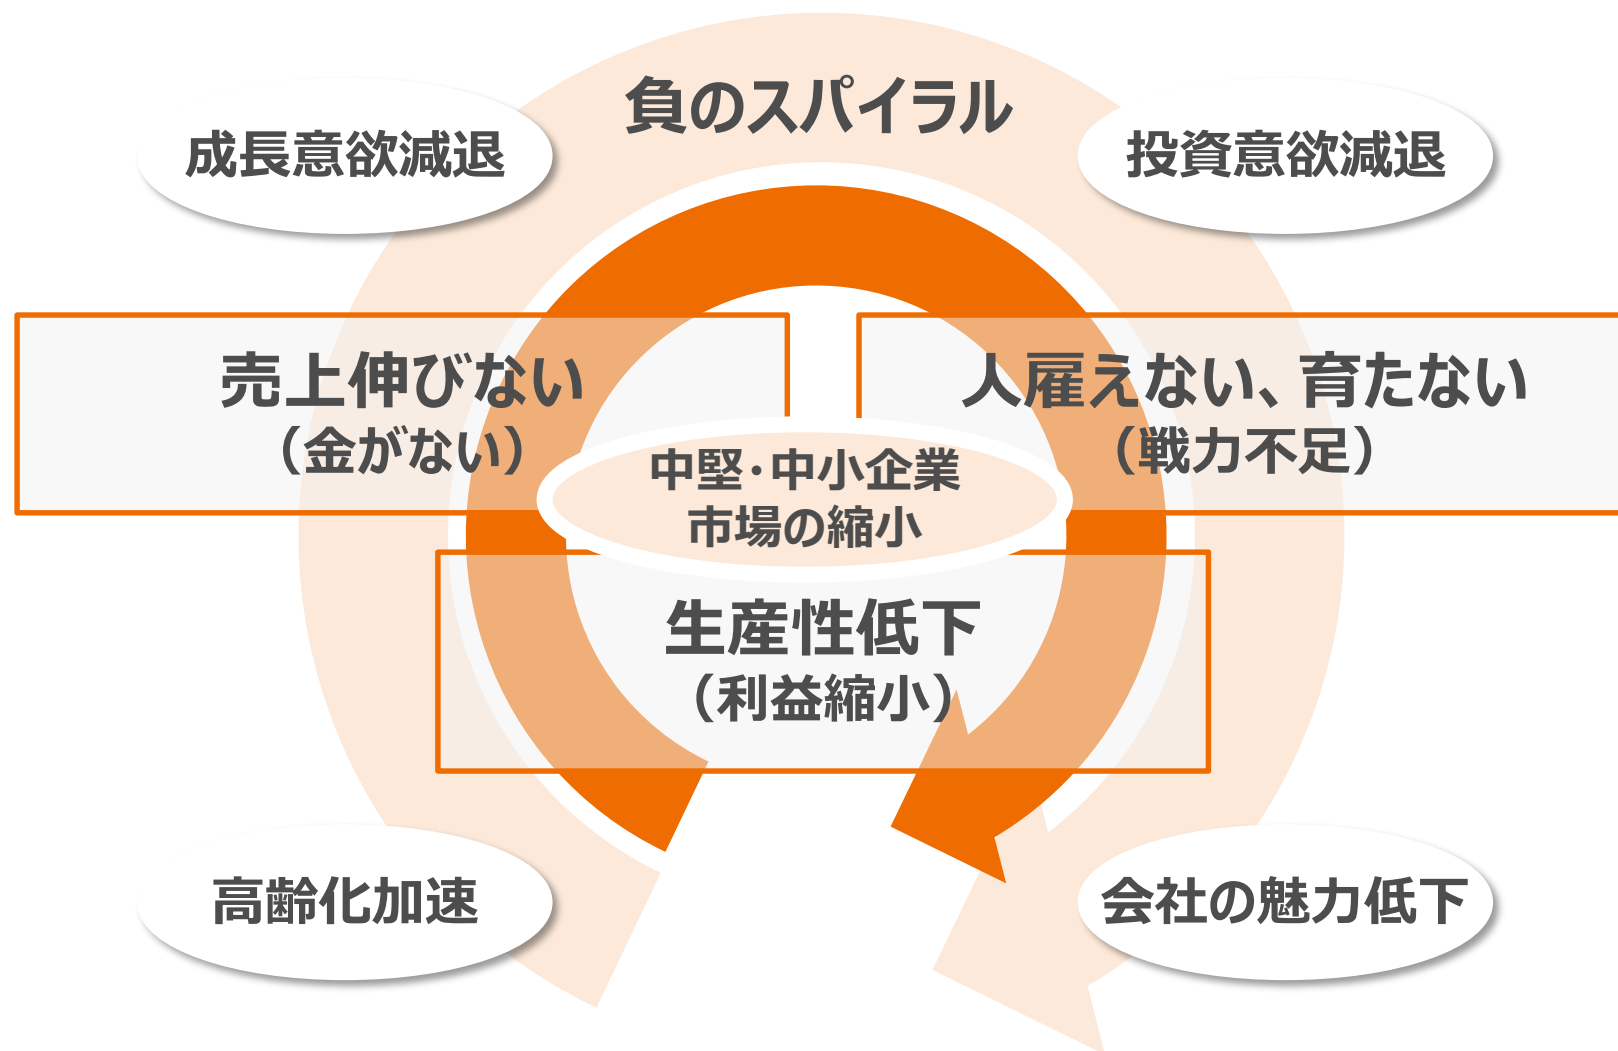 負のスパイラル
成長意欲減退
投資意欲減退
売上伸びない
（金がない）
人雇えない、育たない
（戦力不足）
中堅・中小企業
市場の縮小
生産性低下
（利益縮小）
高齢化加速
会社の魅力低下